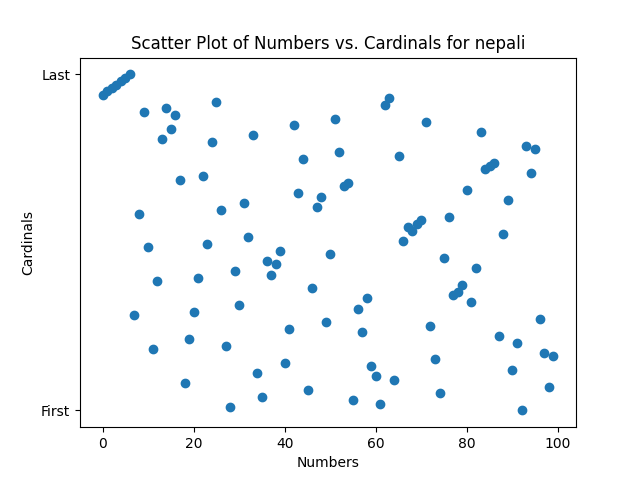 Scatter Plot of Numbers vs. Cardinals for nepali
Last
Cardinals
First
0 20 40 60 80 100
Numbers